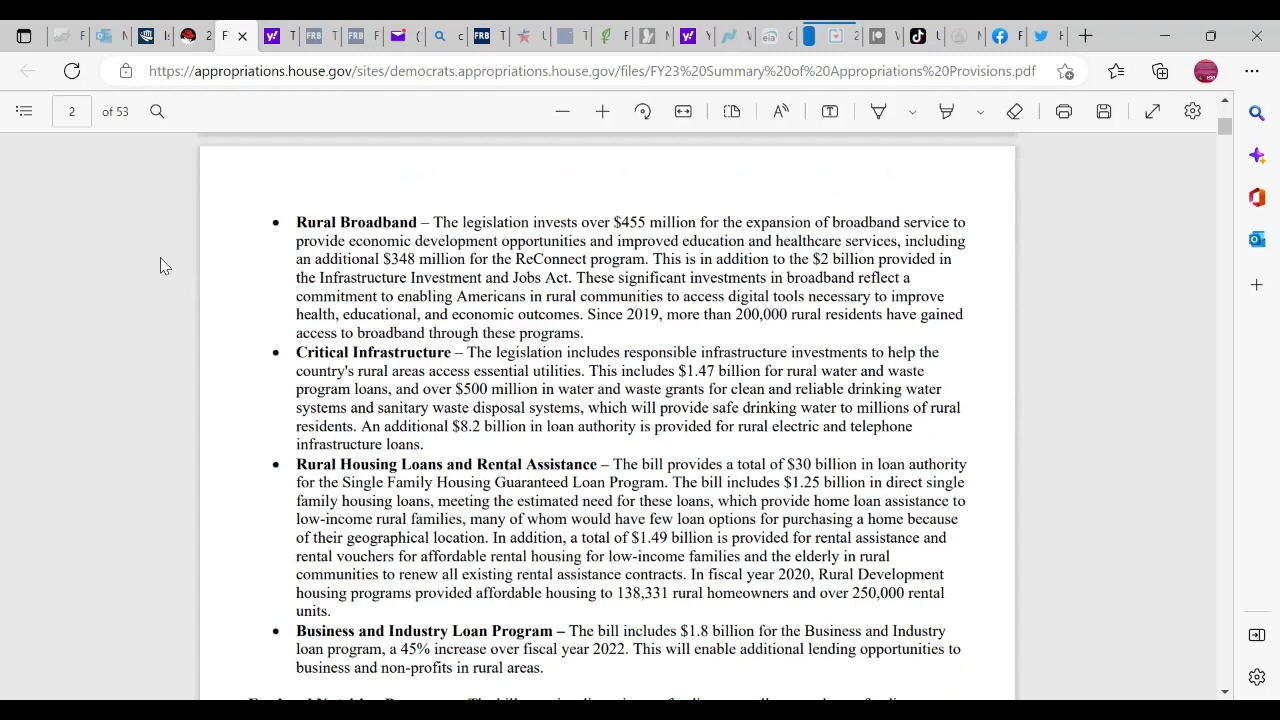 https://appropriations.house.gov/sites/democrats.appropriations.house.gov/files/FY23%20Summary%20of%20Appropriations%20Provisions.pdf
2 of 53
• Rural Broadband – The legislation invests over $455 million for the expansion of broadband service to
provide economic development opportunities and improved education and healthcare services, including
an additional $348 million for the ReConnect program. This is in addition to the $2 billion provided in
the Infrastructure Investment and Jobs Act. These significant investments in broadband reflect a
commitment to enabling Americans in rural communities to access digital tools necessary to improve
health, educational, and economic outcomes. Since 2019, more than 200,000 rural residents have gained
access to broadband through these programs.
• Critical Infrastructure – The legislation includes responsible infrastructure investments to help the
country's rural areas access essential utilities. This includes $1.47 billion for rural water and waste
program loans, and over $500 million in water and waste grants for clean and reliable drinking water
systems and sanitary waste disposal systems, which will provide safe drinking water to millions of rural
residents. An additional $8.2 billion in loan authority is provided for rural electric and telephone
infrastructure loans.
• Rural Housing Loans and Rental Assistance – The bill provides a total of $30 billion in loan authority
for the Single Family Housing Guaranteed Loan Program. The bill includes $1.25 billion in direct single
family housing loans, meeting the estimated need for these loans, which provide home loan assistance to
low-income rural families, many of whom would have few loan options for purchasing a home because
of their geographical location. In addition, a total of $1.49 billion is provided for rental assistance and
rental vouchers for affordable rental housing for low-income families and the elderly in rural
communities to renew all existing rental assistance contracts. In fiscal year 2020, Rural Development
housing programs provided affordable housing to 138,331 rural homeowners and over 250,000 rental
units.
• Business and Industry Loan Program – The bill includes $1.8 billion for the Business and Industry
loan program, a 45% increase over fiscal year 2022. This will enable additional lending opportunities to
business and non-profits in rural areas.